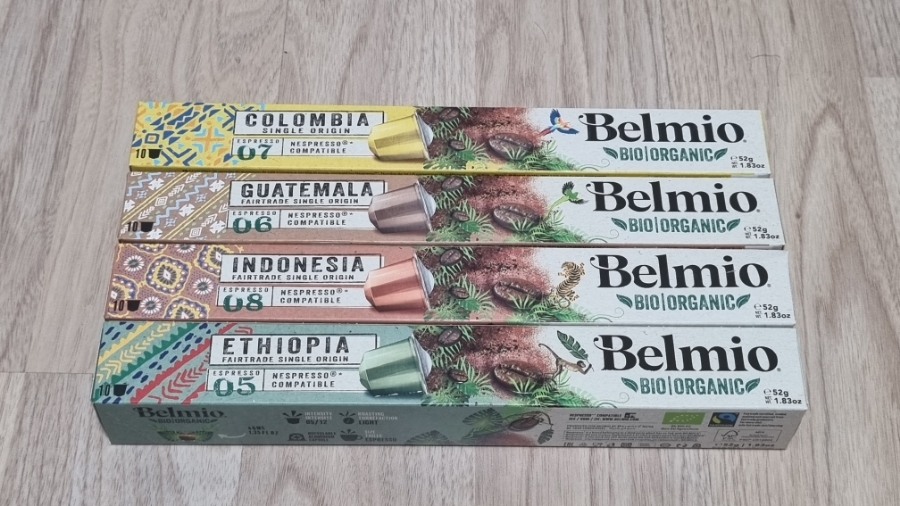 COLOMBIA
SINGLE ORIGIN
ESPRESSO
07
NESPRESSO®*
COMPATIBLE
10
Belmio
BIO|ORGANIC
℮ 52g
1.83oz
GUATEMALA
FAIRTRADE SINGLE ORIGIN
ESPRESSO
06
NESPRESSO®*
COMPATIBLE
10
Belmio
BIO|ORGANIC
℮ 52g
1.83oz
INDONESIA
FAIRTRADE SINGLE ORIGIN
ESPRESSO
08
NESPRESSO®*
COMPATIBLE
10
Belmio
BIO|ORGANIC
℮ 52g
1.83oz
ETHIOPIA
FAIRTRADE SINGLE ORIGIN
ESPRESSO
05
NESPRESSO®*
COMPATIBLE
10
Belmio
BIO|ORGANIC
℮ 52g
1.83oz
Belmio
INTENSITY
05/12
LIGHT
ESPRESSO